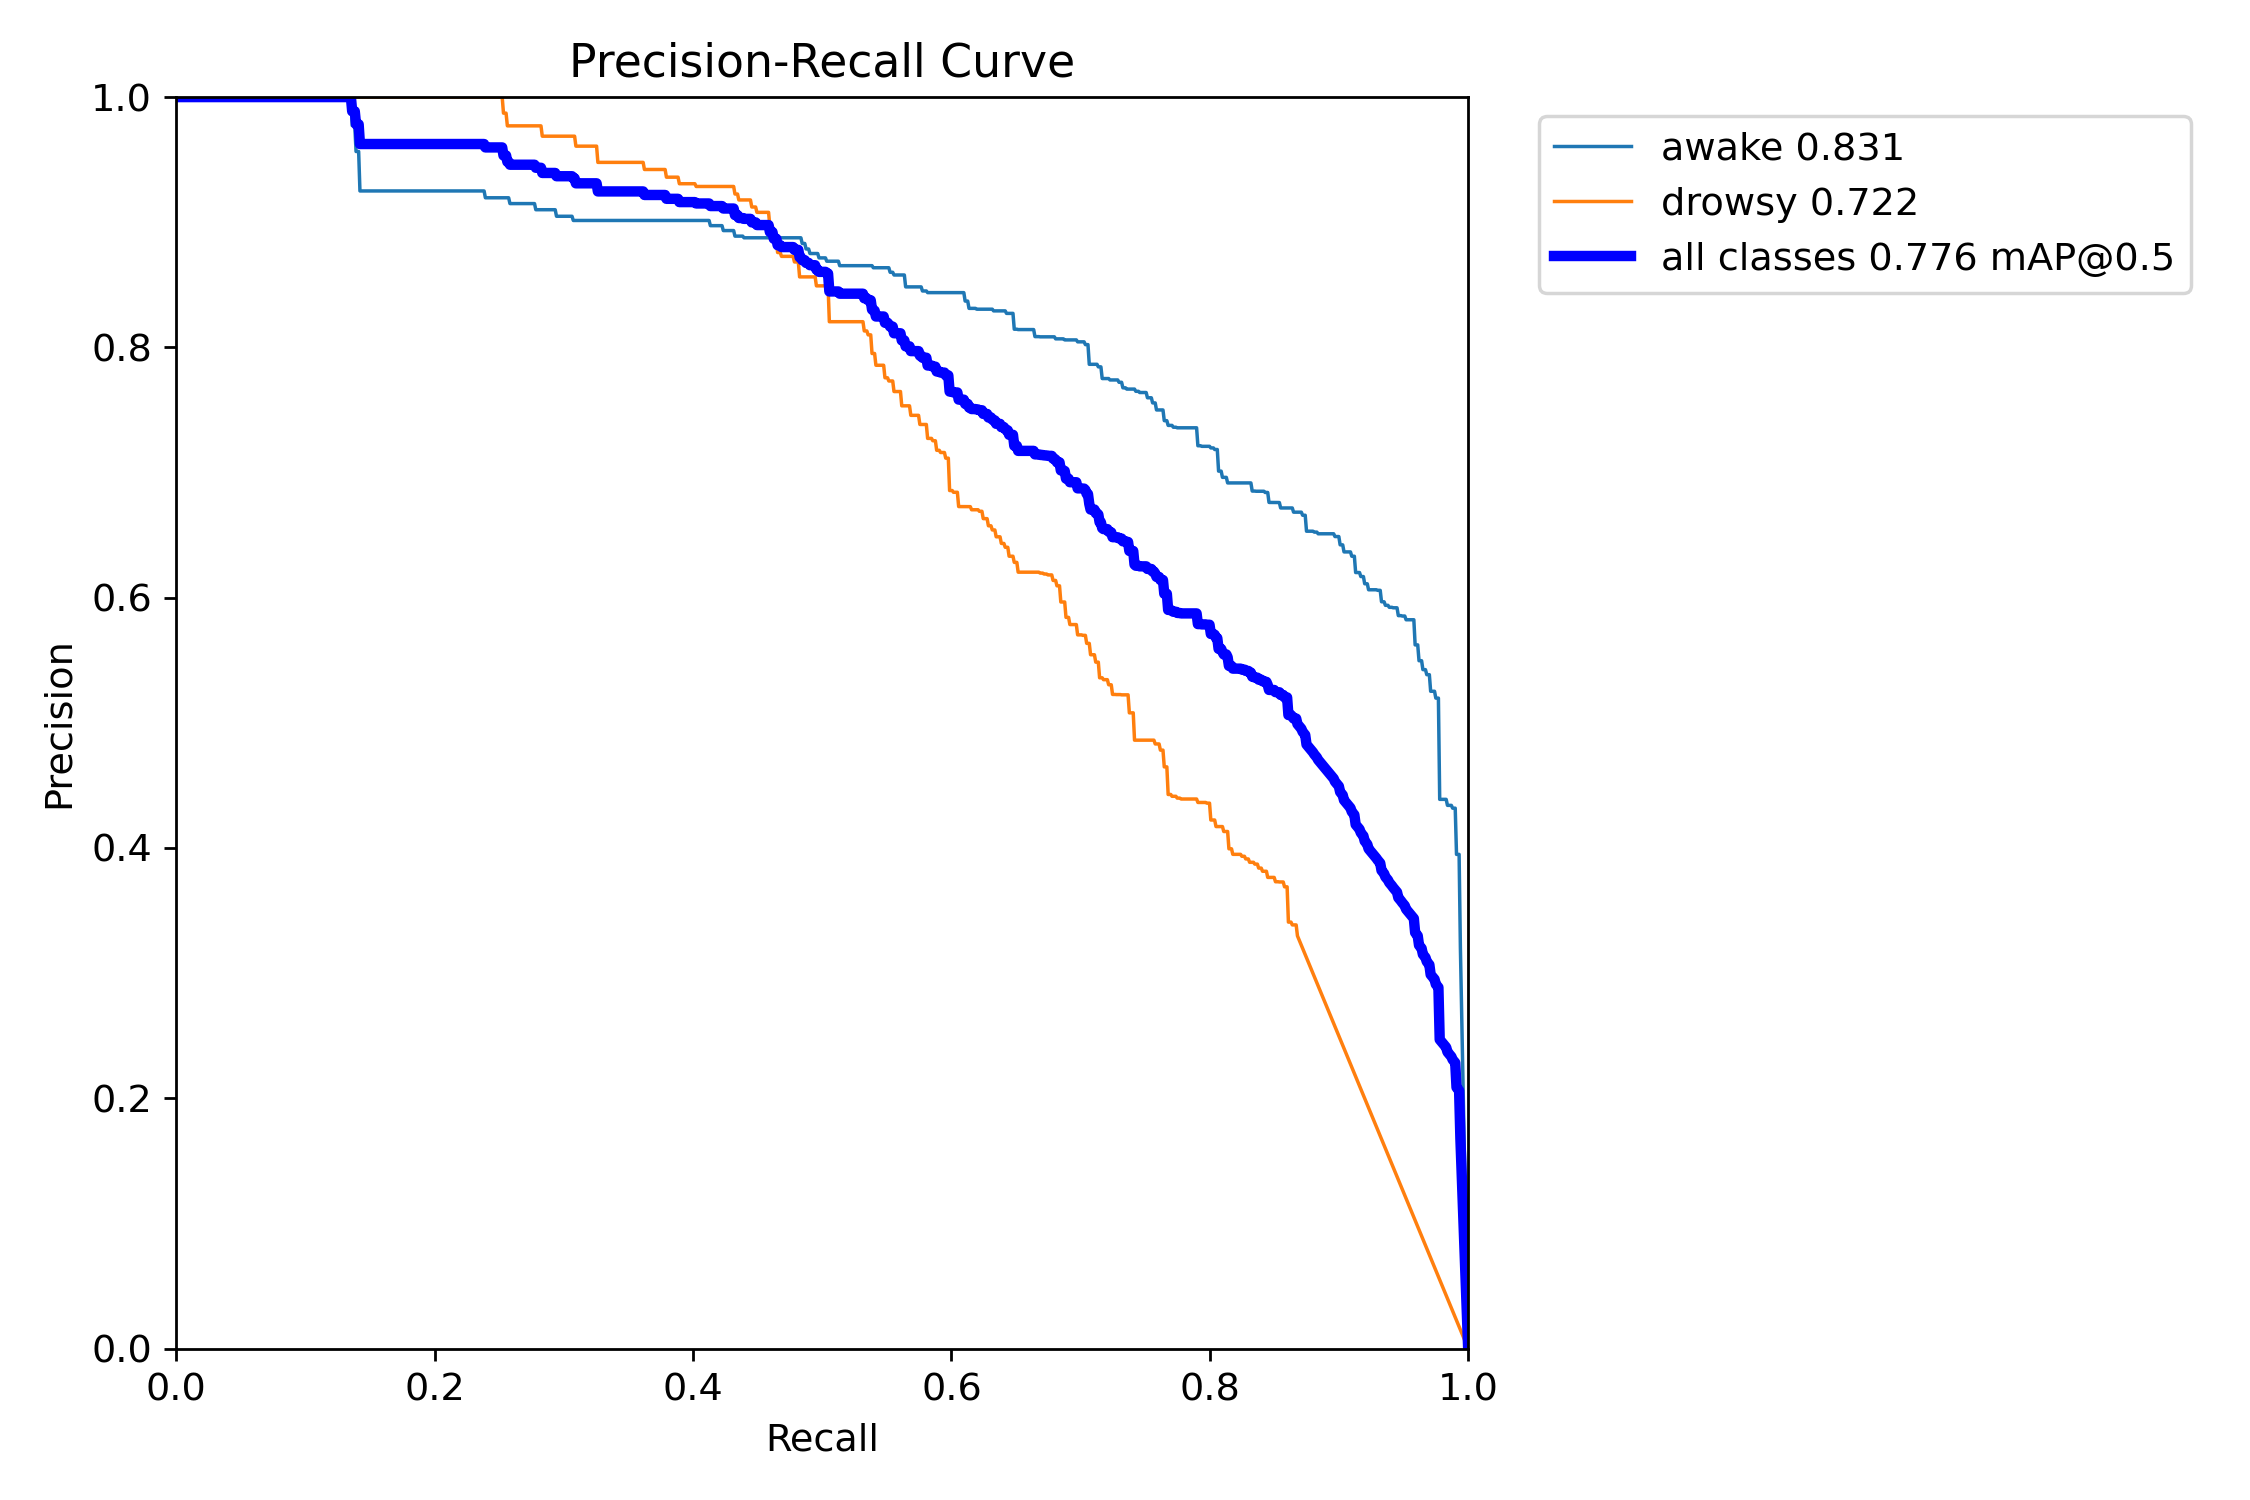 Precision-Recall Curve
1.0
0.8
0.6
0.4
0.2
0.0
Precision
0.0 0.2 0.4 0.6 0.8 1.0
Recall
awake 0.831
drowsy 0.722
all classes 0.776 mAP@0.5